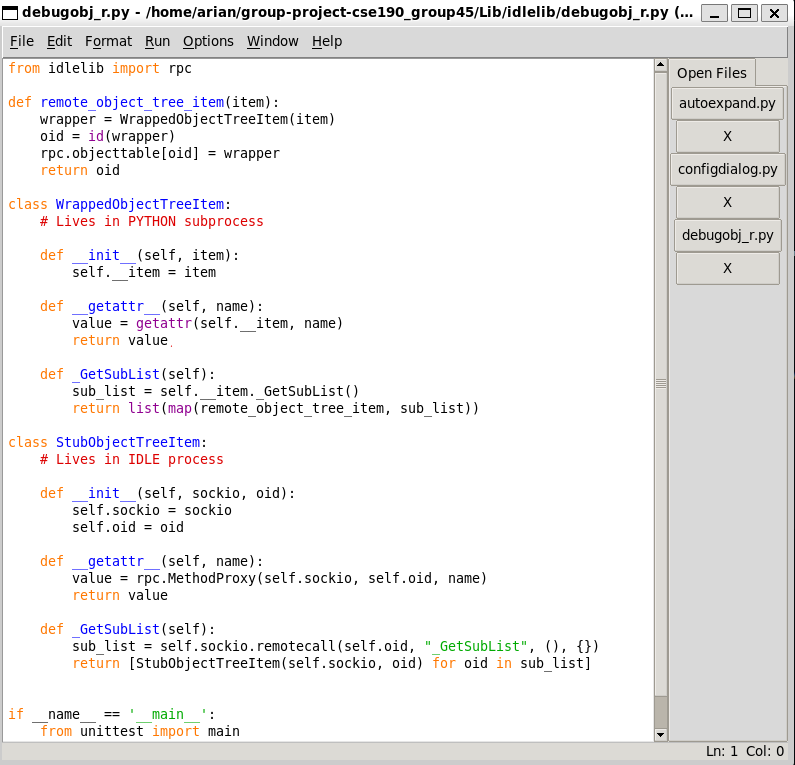 debugobj_r.py - /home/arian/group-project-cse190_group45/Lib/idlelib/debugobj_r.py (...
File Edit Format Run Options Window Help
from idlelib import rpc
def remote_object_tree_item(item):
    wrapper = WrappedObjectTreeItem(item)
    oid = id(wrapper)
    rpc.objecttable[oid] = wrapper
    return oid
class WrappedObjectTreeItem:
    # Lives in PYTHON subprocess
    def __init__(self, item):
        self.__item = item
    def __getattr__(self, name):
        value = getattr(self.__item, name)
        return value
    def _GetSubList(self):
        sub_list = self.__item._GetSubList()
        return list(map(remote_object_tree_item, sub_list))
class StubObjectTreeItem:
    # Lives in IDLE process
    def __init__(self, sockio, oid):
        self.sockio = sockio
        self.oid = oid
    def __getattr__(self, name):
        value = rpc.MethodProxy(self.sockio, self.oid, name)
        return value
    def _GetSubList(self):
        sub_list = self.sockio.remotecall(self.oid, "_GetSubList", (), {})
        return [StubObjectTreeItem(self.sockio, oid) for oid in sub_list]
if __name__ == '__main__':
    from unittest import main
Open Files
autoexpand.py
X
configdialog.py
X
debugobj_r.py
X
Ln: 1 Col: 0